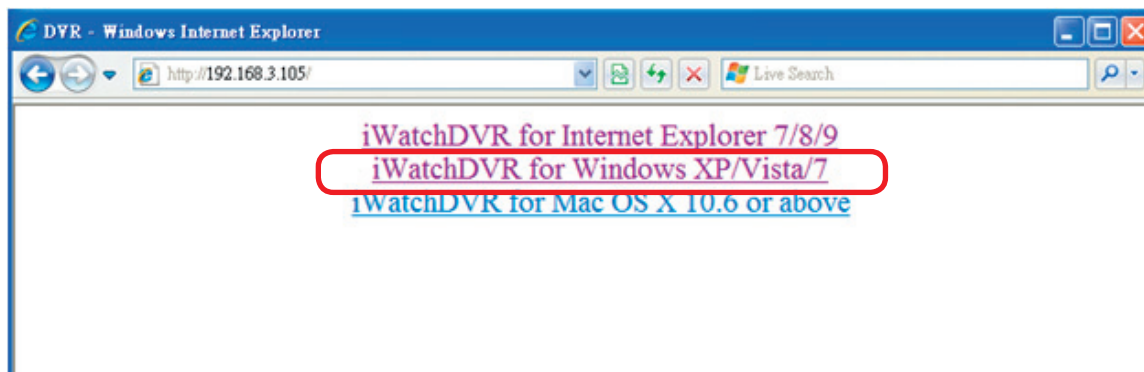 DVR - Windows Internet Explorer
http://192.168.3.105/
Live Search
iWatchDVR for Internet Explorer 7/8/9
iWatchDVR for Windows XP/Vista/7
iWatchDVR for Mac OS X 10.6 or above